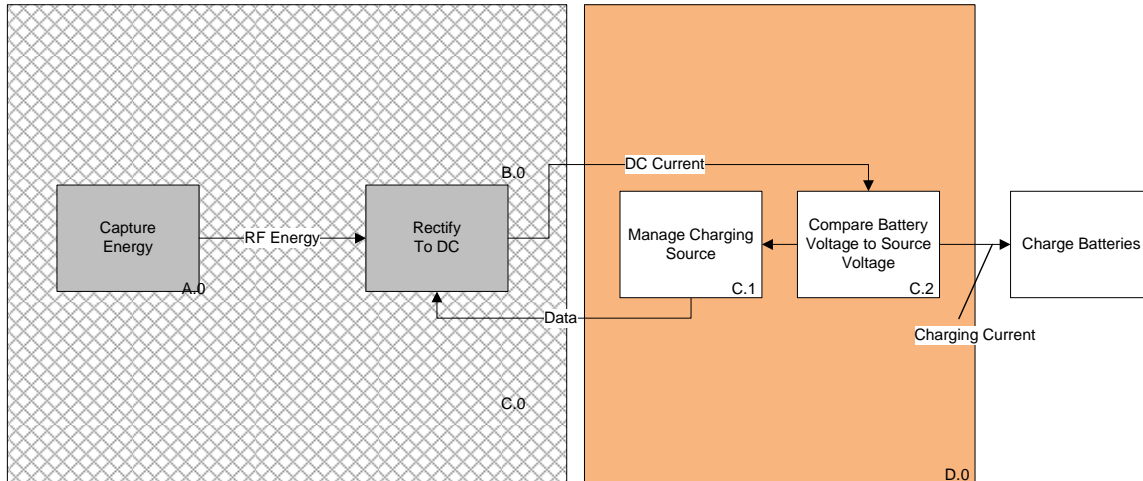 B.0
DC Current
Capture
Energy
A.0
RF Energy
Rectify
To DC
Manage Charging
Source
C.1
Compare Battery
Voltage to Source
Voltage
C.2
Charge Batteries
Data
Charging Current
C.0
D.0